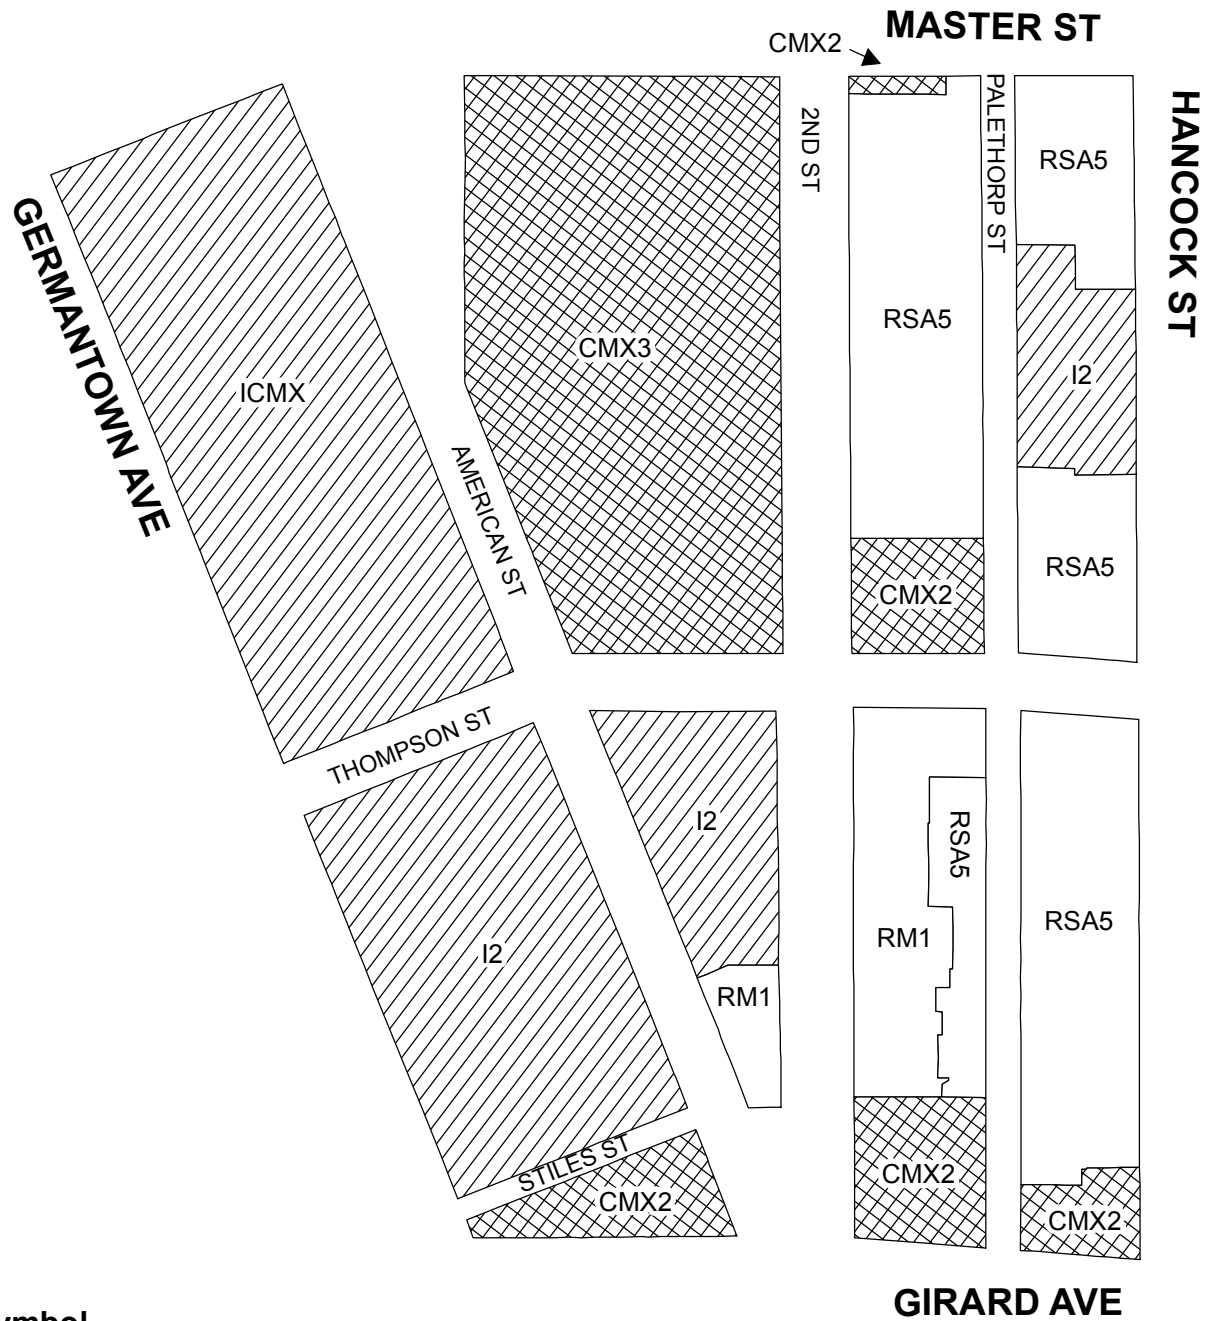 MASTER ST
CMX2
PALETHORP ST
HANCOCK ST
2ND ST
RSA5
GERMANTOWN AVE
RSA5
CMX3
I2
ICMX
AMERICAN ST
RSA5
CMX2
THOMPSON ST
I2
RSA5
RSA5
RM1
I2
RM1
STILES ST
CMX2
CMX2
CMX2
GIRARD AVE